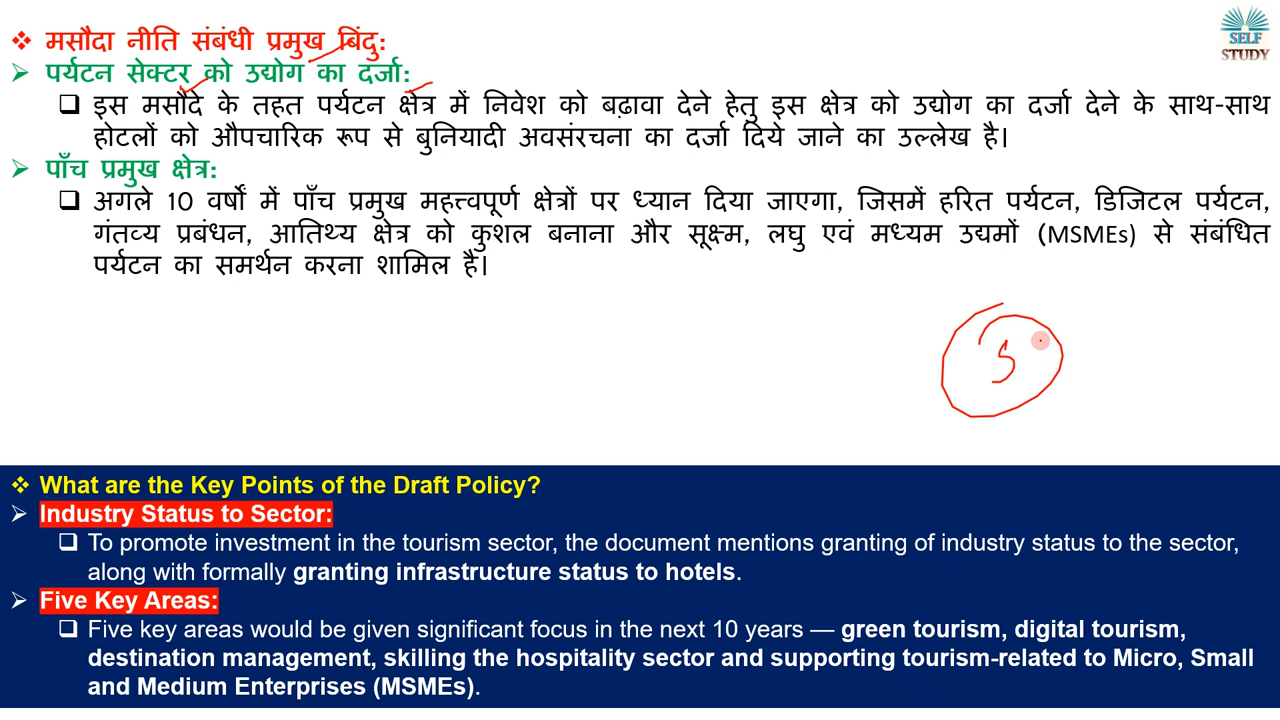 ❖ मसौदा नीति संबंधी प्रमुख बिंदु:
SELF
STUDY
➢ पर्यटन सेक्टर को उद्योग का दर्जा:
❑ इस मसौदे के तहत पर्यटन क्षेत्र में निवेश को बढ़ावा देने हेतु इस क्षेत्र को उद्योग का दर्जा देने के साथ-साथ
होटलों को औपचारिक रूप से बुनियादी अवसंरचना का दर्जा दिये जाने का उल्लेख है।
➢ पाँच प्रमुख क्षेत्र:
❑ अगले 10 वर्षों में पाँच प्रमुख महत्त्वपूर्ण क्षेत्रों पर ध्यान दिया जाएगा, जिसमें हरित पर्यटन, डिजिटल पर्यटन,
गंतव्य प्रबंधन, आतिथ्य क्षेत्र को कुशल बनाना और सूक्ष्म, लघु एवं मध्यम उद्यमों (MSMEs) से संबंधित
पर्यटन का समर्थन करना शामिल है।
5
❖ What are the Key Points of the Draft Policy?
➢ Industry Status to Sector:
❑ To promote investment in the tourism sector, the document mentions granting of industry status to the sector,
along with formally granting infrastructure status to hotels.
➢ Five Key Areas:
❑ Five key areas would be given significant focus in the next 10 years — green tourism, digital tourism,
destination management, skilling the hospitality sector and supporting tourism-related to Micro, Small
and Medium Enterprises (MSMEs).